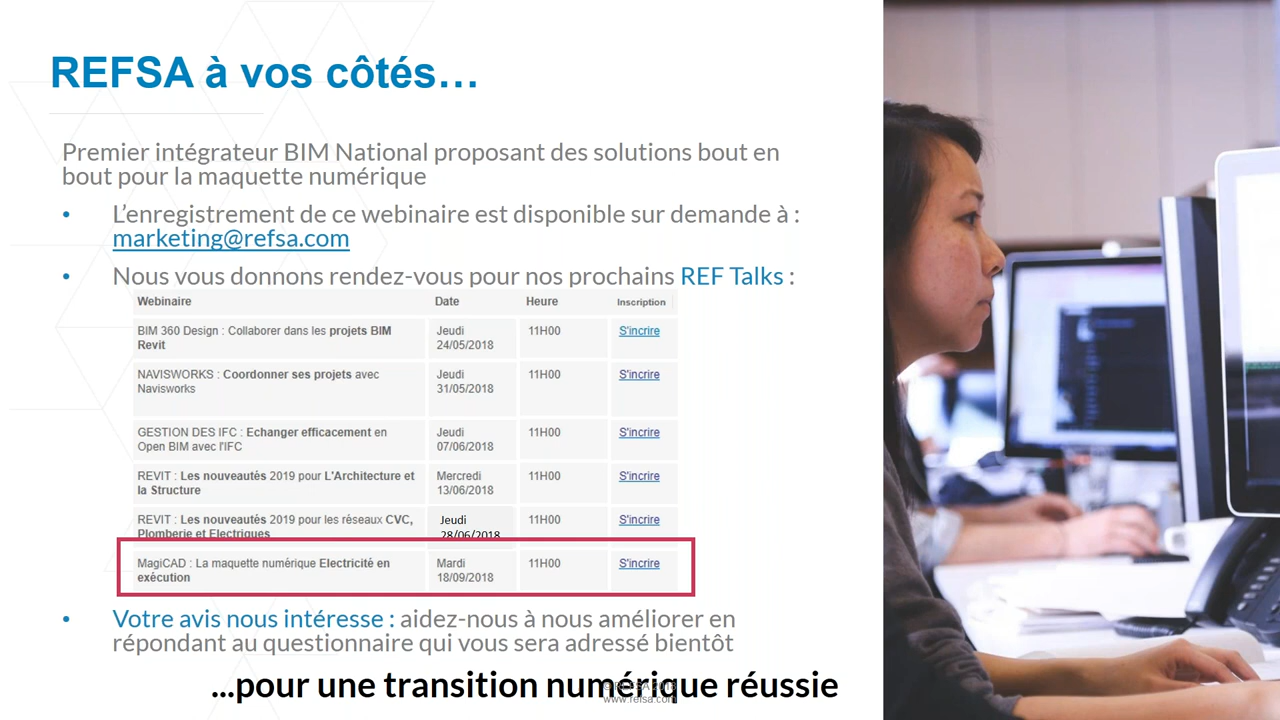 REFSA à vos côtés…
Premier intégrateur BIM National proposant des solutions bout en
bout pour la maquette numérique
• L’enregistrement de ce webinaire est disponible sur demande à :
marketing@refsa.com
• Nous vous donnons rendez-vous pour nos prochains REF Talks :
Webinaire Date Heure Inscription
BIM 360 Design : Collaborer dans les projets BIM Jeudi 11H00 S'incrire
Revit 24/05/2018
NAVISWORKS : Coordonner ses projets avec Jeudi 11H00 S'incrire
Navisworks 31/05/2018
GESTION DES IFC : Echanger efficacement en Jeudi 11H00 S'incrire
Open BIM avec l'IFC 07/06/2018
REVIT : Les nouveautés 2019 pour L'Architecture et Mercredi 11H00 S'incrire
la Structure 13/06/2018
REVIT : Les nouveautés 2019 pour les réseaux CVC, Jeudi 11H00 S'incrire
Plomberie et Electriques 28/06/2018
MagiCAD : La maquette numérique Electricité en Mardi 11H00 S'incrire
exécution 18/09/2018
• Votre avis nous intéresse : aidez-nous à nous améliorer en
répondant au questionnaire qui vous sera adressé bientôt
…pour une transition numérique réussie
www.refsa.com